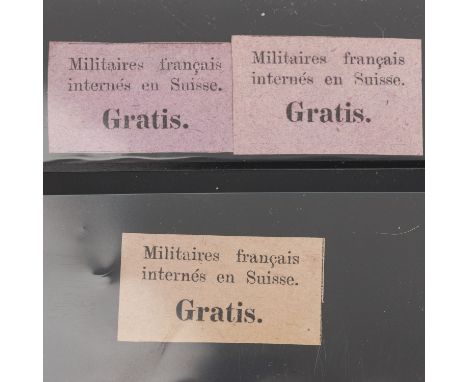 Militaires français
internés en Suisse.
Gratis.
Militaires français
internés en Suisse.
Gratis.
Militaires français
internés en Suisse.
Gratis.